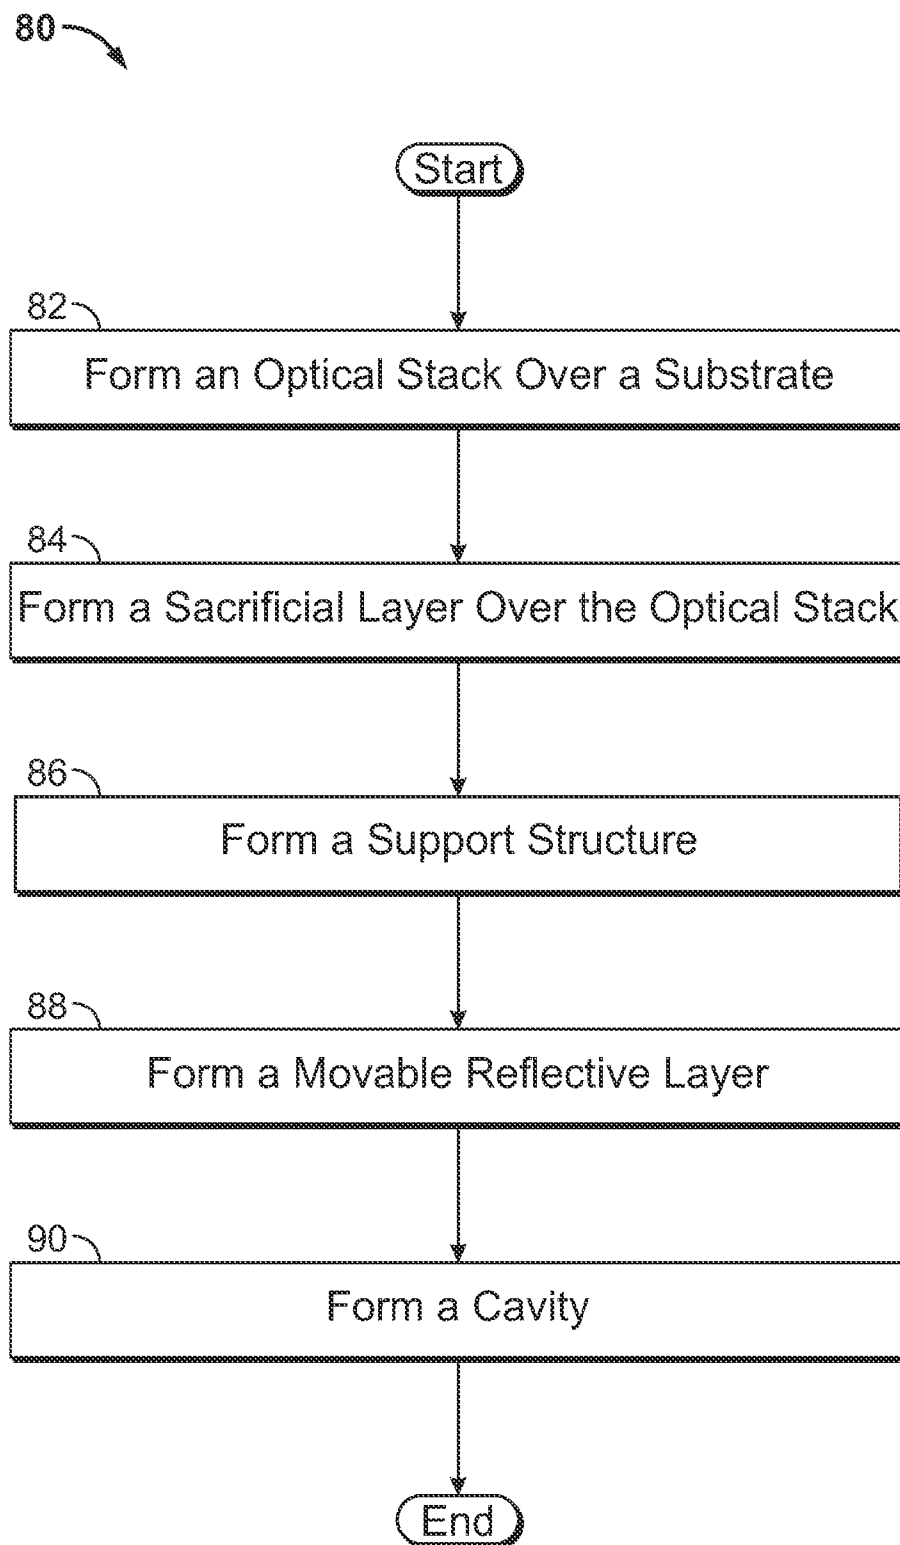 80
Start
82
Form an Optical Stack Over a Substrate
84
Form a Sacrificial Layer Over the Optical Stack
86
Form a Support Structure
88
Form a Movable Reflective Layer
90
Form a Cavity
End